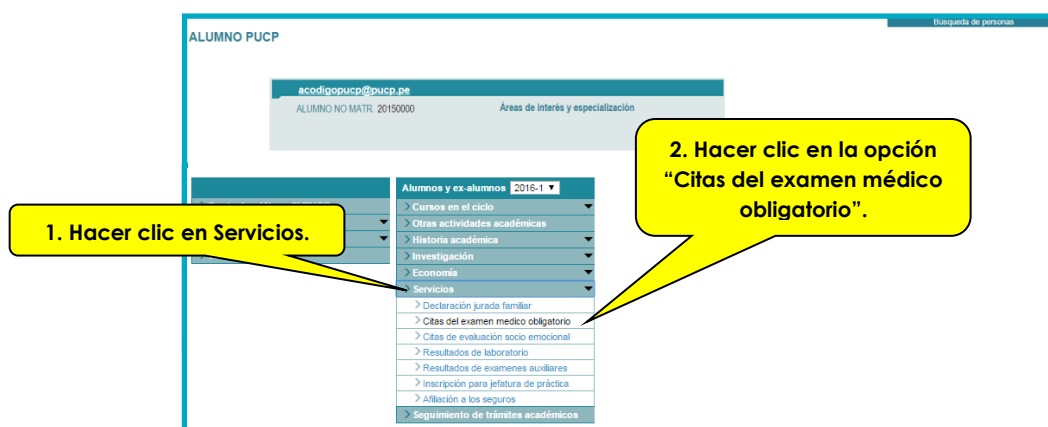 Búsqueda de personas
ALUMNO PUCP
acodigopucp@pucp.pe
ALUMNO NO MATR. 20150000
Áreas de interés y especialización
2. Hacer clic en la opción
“Citas del examen médico
obligatorio”.
1. Hacer clic en Servicios.
Alumnos y ex-alumnos 2016-1
Cursos en el ciclo
Otras actividades académicas
Historia académica
Investigación
Economía
Servicios
Declaración jurada familiar
Citas del examen medico obligatorio
Citas de evaluación socio emocional
Resultados de laboratorio
Resultados de examenes auxiliares
Inscripción para jefatura de práctica
Afiliación a los seguros
Seguimiento de trámites académicos